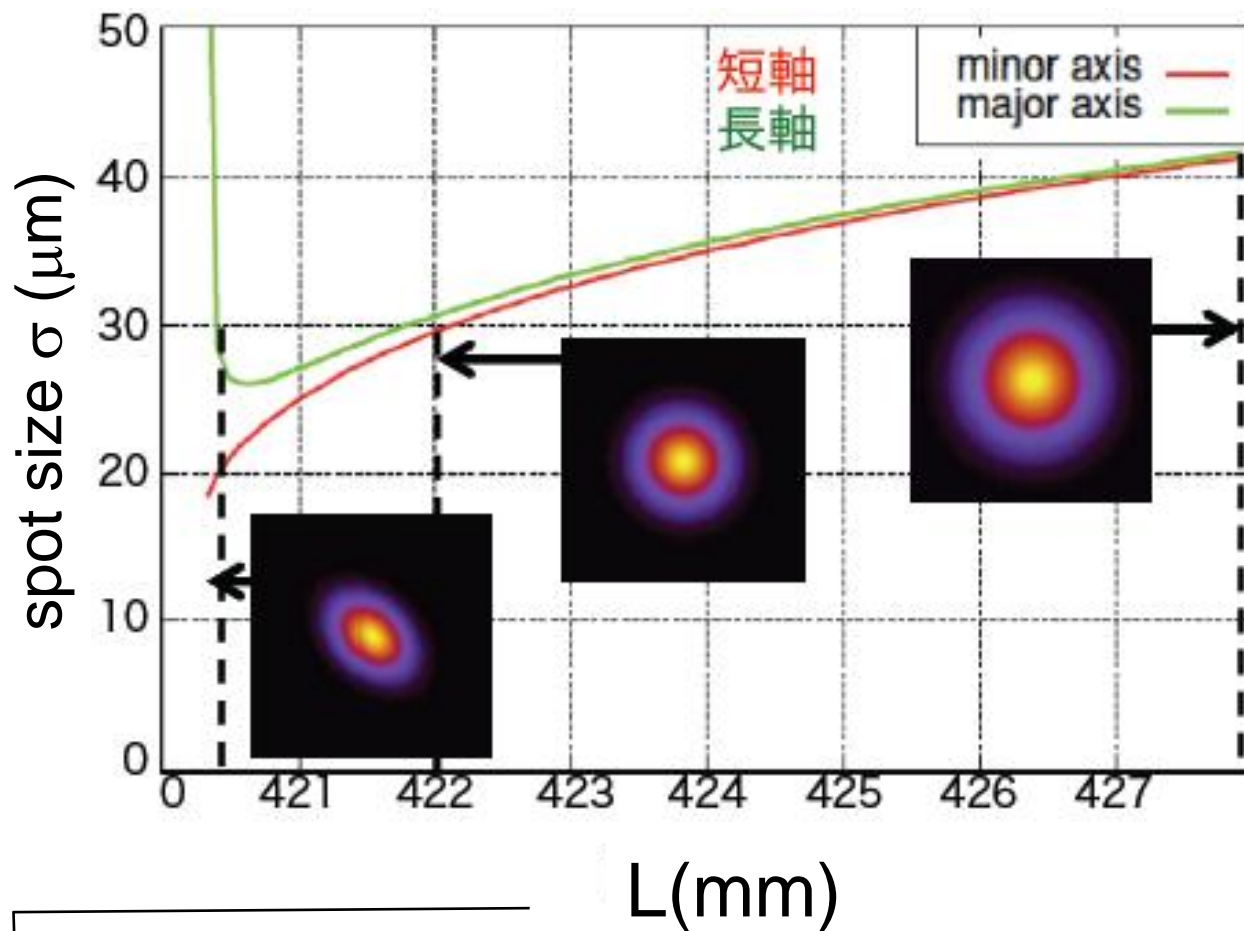 50
40
30
20
10
0
spot size σ (μm)
短軸
長軸
minor axis
major axis
0 421 422 423 424 425 426 427
L(mm)